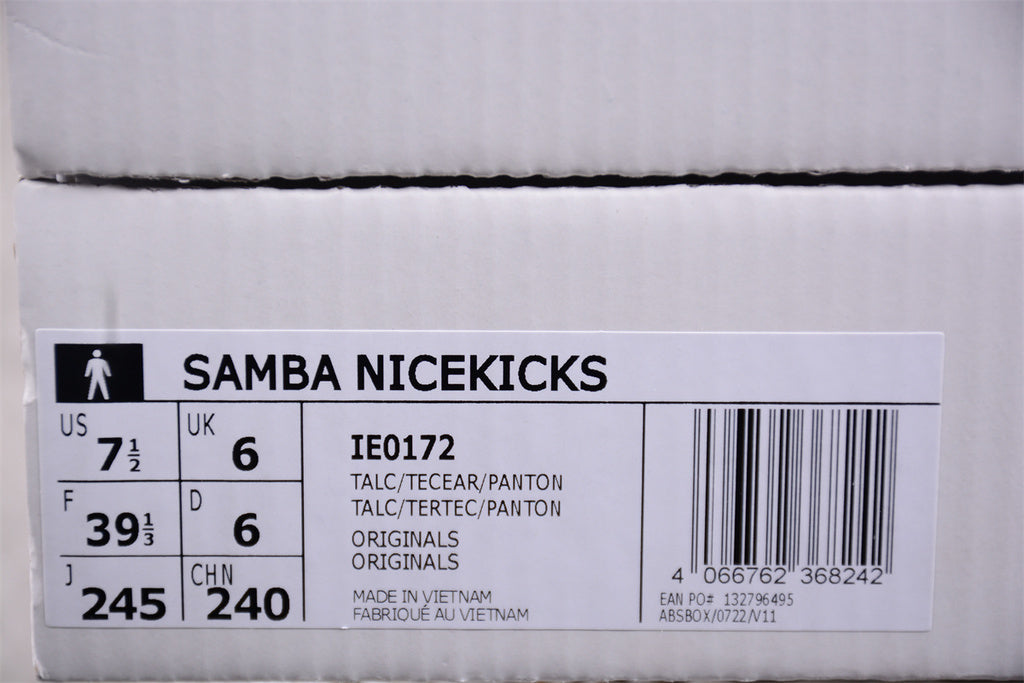 SAMBA NICEKICKS
US 7½ UK 6
F 39⅓ D 6
J 245 CHN 240
IE0172
TALC/TECEAR/PANTON
TALC/TERTEC/PANTON
ORIGINALS
ORIGINALS
MADE IN VIETNAM
FABRIQUÉ AU VIETNAM
4 066762 368242
EAN PO# 132796495
ABSBOX/0722/V11